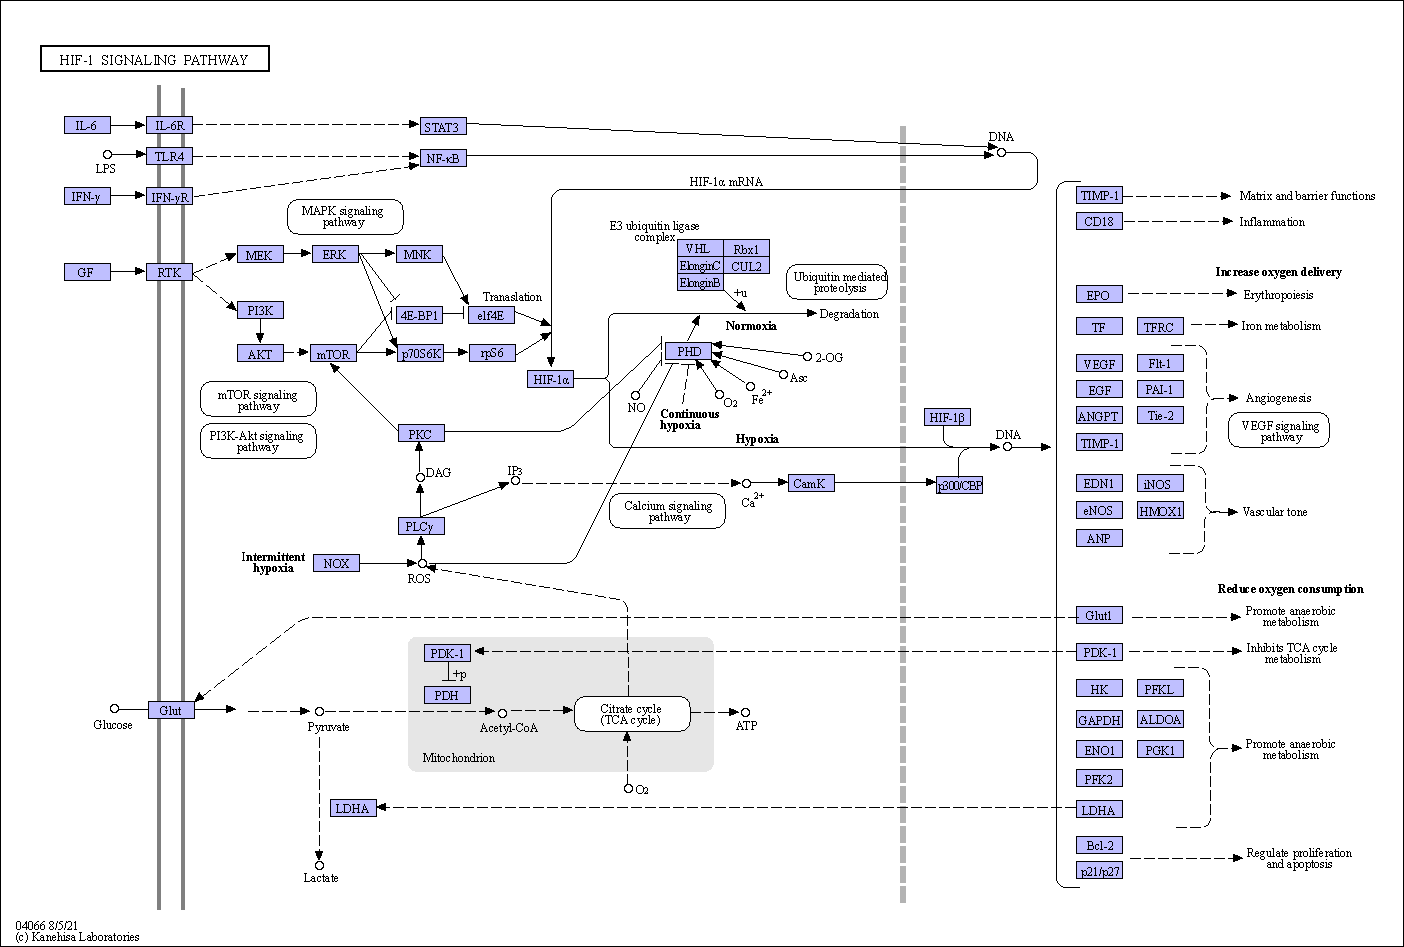 HIF-1 SIGNALING PATHWAY
IL-6
IL-6R
STAT3
DNA
LPS
TLR4
NF-κB
IFN-γ
IFN-γR
HIF-1α mRNA
MAPK signaling
pathway
GF
RTK
MEK
ERK
MNK
PI3K
4E-BP1
eIf4E
Translation
AKT
mTOR
p70S6K
rpS6
HIF-1α
mTOR signaling
pathway
PI3K-Akt signaling
pathway
E3 ubiquitin ligase
complex
VHL
Rbx1
ElonginC
CUL2
ElonginB
+u
Ubiquitin mediated
proteolysis
Normoxia
Degradation
PHD
2-OG
Asc
Fe2+
O2
NO
Continuous
hypoxia
Hypoxia
HIF-1β
DNA
p300/CBP
PKC
DAG
IP3
Ca2+
CamK
Calcium signaling
pathway
PLCγ
Intermittent
hypoxia
NOX
ROS
PDK-1
+p
PDH
Glucose
Glut
Pyruvate
Acetyl-CoA
Citrate cycle
(TCA cycle)
ATP
Mitochondrion
O2
LDHA
Lactate
TIMP-1
Matrix and barrier functions
CD18
Inflammation
Increase oxygen delivery
EPO
Erythropoiesis
TF
TFRC
Iron metabolism
VEGF
Flt-1
EGF
PAI-1
Angiogenesis
ANGPT
Tie-2
VEGF signaling
pathway
TIMP-1
EDN1
iNOS
eNOS
HMOX1
Vascular tone
ANP
Reduce oxygen consumption
Glut1
Promote anaerobic
metabolism
PDK-1
Inhibits TCA cycle
metabolism
HK
PFKL
GAPDH
ALDOA
ENO1
PGK1
Promote anaerobic
metabolism
PFK2
LDHA
Bcl-2
p21/p27
Regulate proliferation
and apoptosis
04066 8/5/21
(c) Kanehisa Laboratories